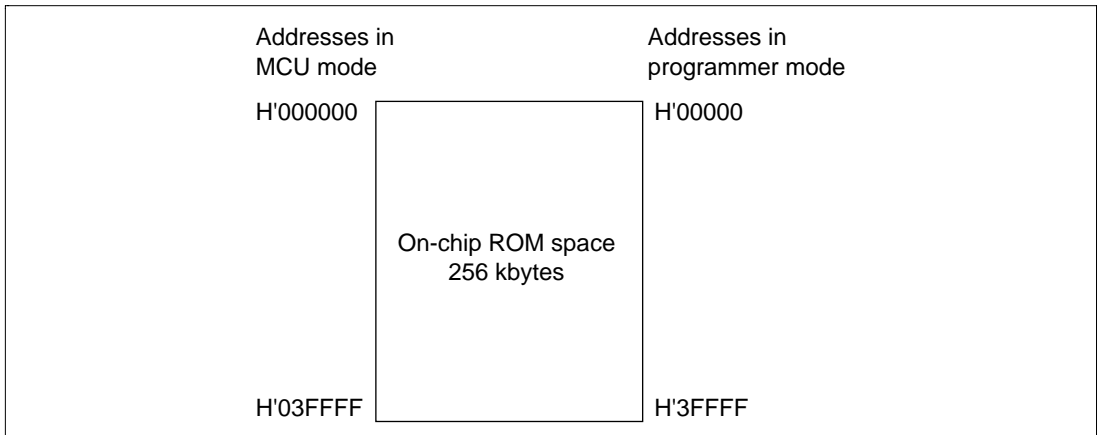 Addresses in
MCU mode
Addresses in
programmer mode
H'000000
H'00000
On-chip ROM space
256 kbytes
H'03FFFF
H'3FFFF